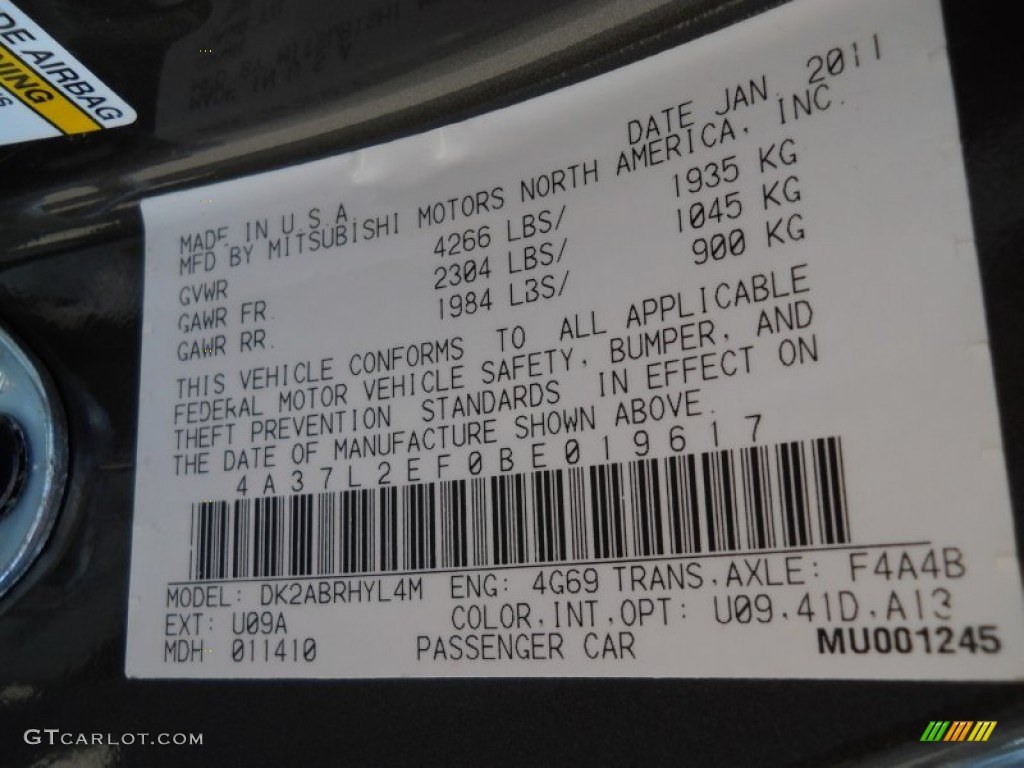 DE AIRBAG
NING
DATE JAN. 2011
MADE IN U.S.A.
MFD BY MITSUBISHI MOTORS NORTH AMERICA, INC.
GVWR 4266 LBS/ 1935 KG
GAWR FR. 2304 LBS/ 1045 KG
GAWR RR. 1984 LBS/ 900 KG
THIS VEHICLE CONFORMS TO ALL APPLICABLE
FEDERAL MOTOR VEHICLE SAFETY, BUMPER, AND
THEFT PREVENTION STANDARDS IN EFFECT ON
THE DATE OF MANUFACTURE SHOWN ABOVE.
4A37L2EF0BE019617
MODEL: DK2ABRHYL4M ENG: 4G69 TRANS.AXLE: F4A4B
EXT: U09A COLOR.INT.OPT: U09.41D.A13
MDH 011410 PASSENGER CAR MU001245
GTCARLOT.COM